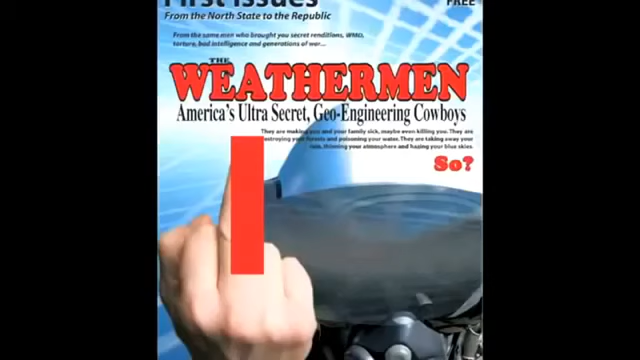 First Issues
FREE
From the North State to the Republic
From the same men who brought you secret renditions, WMD,
torture, bad intelligence and generations of war...
THE
WEATHERMEN
America's Ultra Secret, Geo-Engineering Cowboys
They are making you and your family sick, maybe even killing you. They are
destroying your forests and poisoning your water. They are taking away your
rain, thinning your atmosphere and hazing your blue skies.
So?